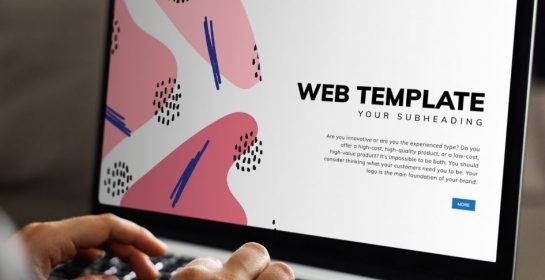 WEB TEMPLATE
YOUR SUBHEADING
Are you innovative or are you the experienced type? Do you
offer a high-cost, high-quality product, or a low-cost,
high-value product? It's impossible to be both. You should
consider thinking what your customers need you to be. Your
logo is the main foundation of your brand.
MORE